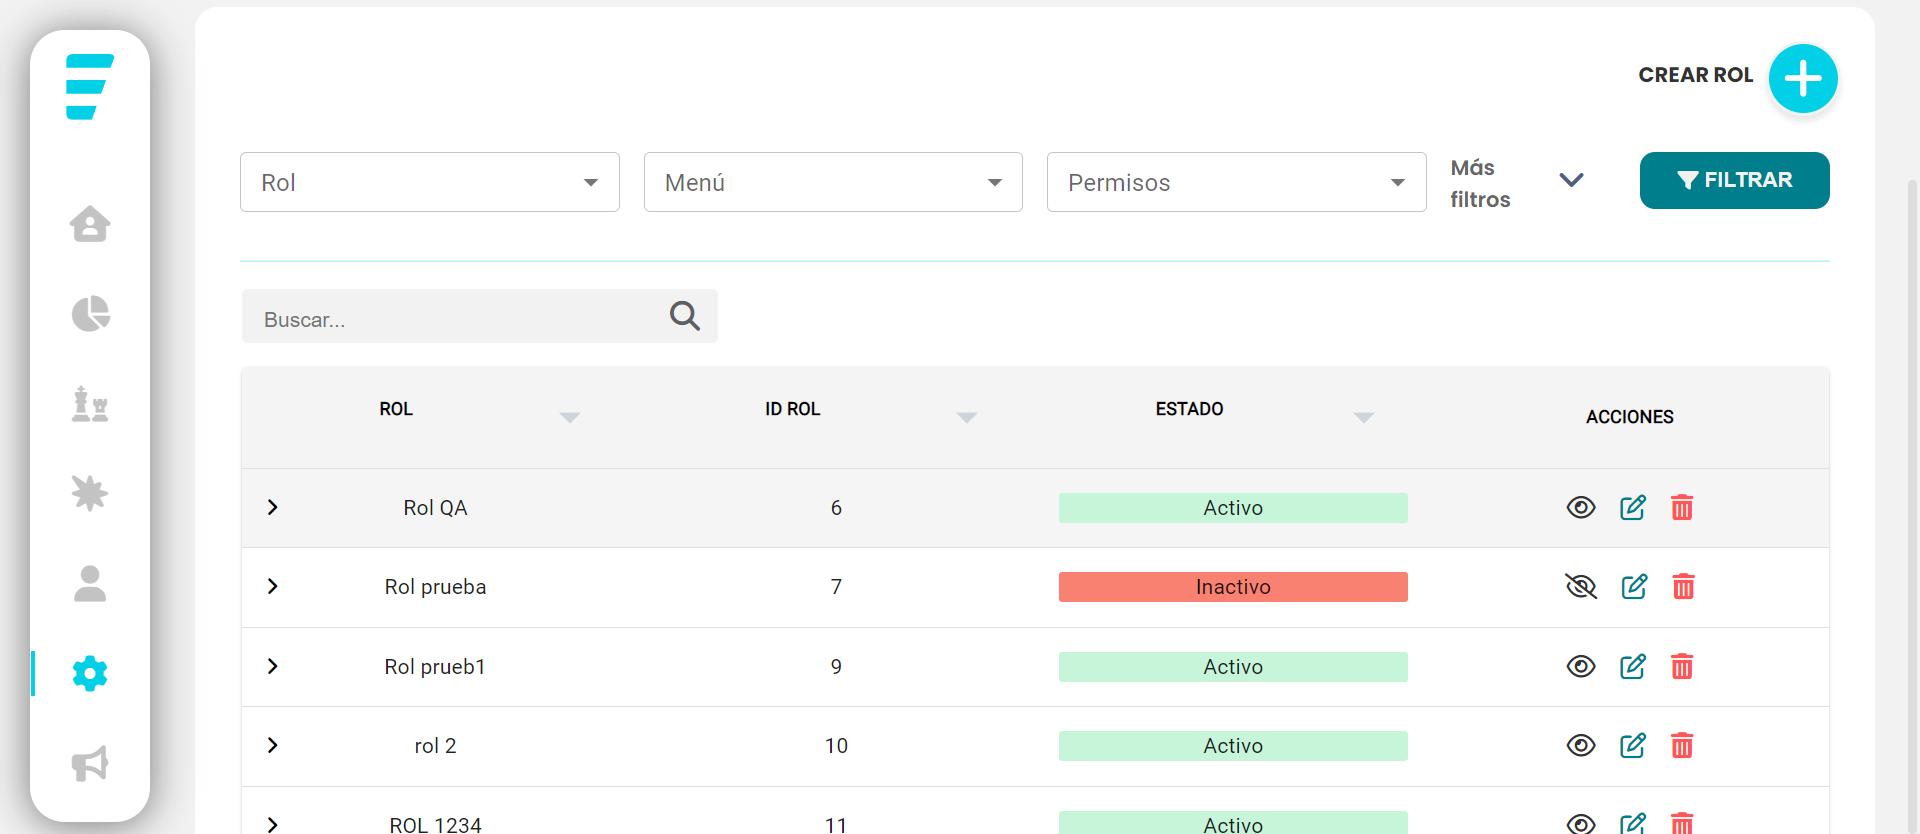 CREAR ROL
Rol
Menú
Permisos
Más
filtros
FILTRAR
Buscar...
ROL
ID ROL
ESTADO
ACCIONES
Rol QA 6 Activo
Rol prueba 7 Inactivo
Rol prueb1 9 Activo
rol 2 10 Activo
ROL 1234 11 Activo